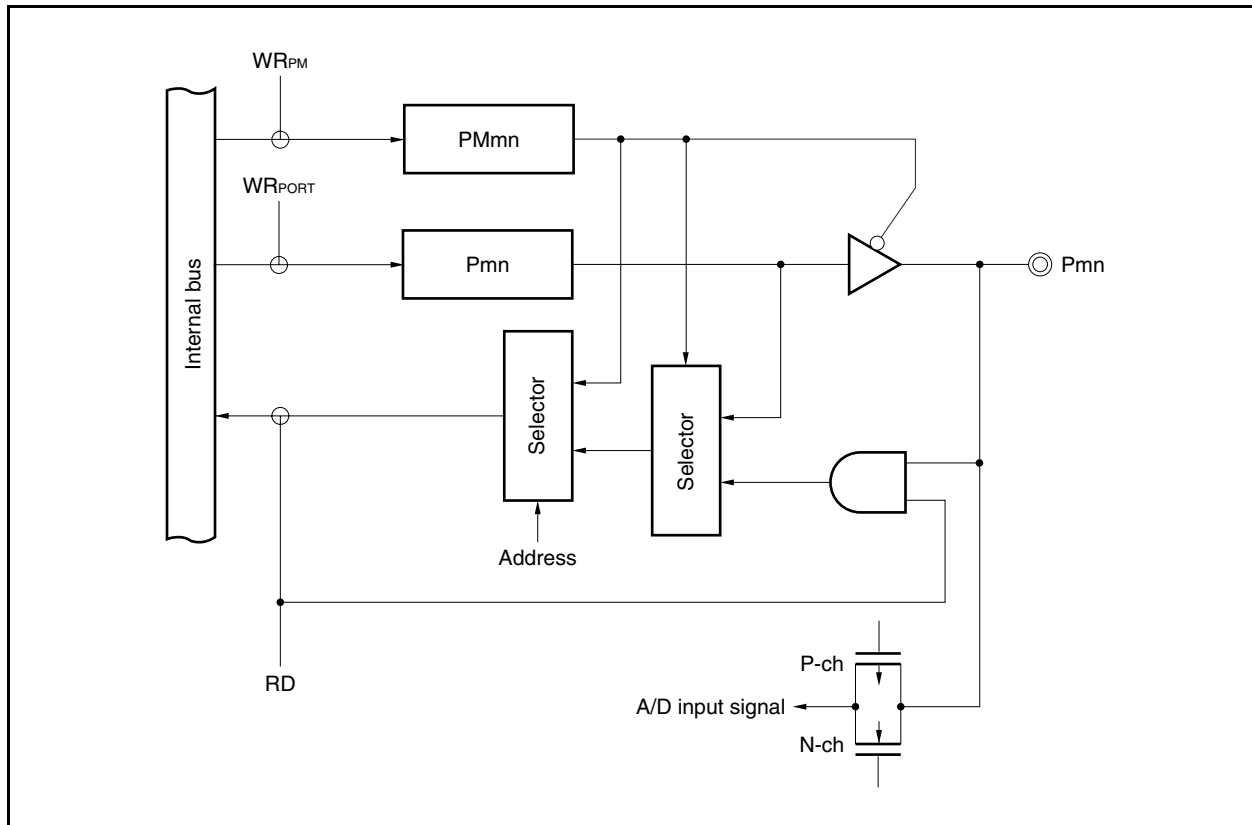 WRPM
PMmn
WRPORT
Pmn
Pmn
Internal bus
Selector
Selector
Address
RD
P-ch
A/D input signal
N-ch